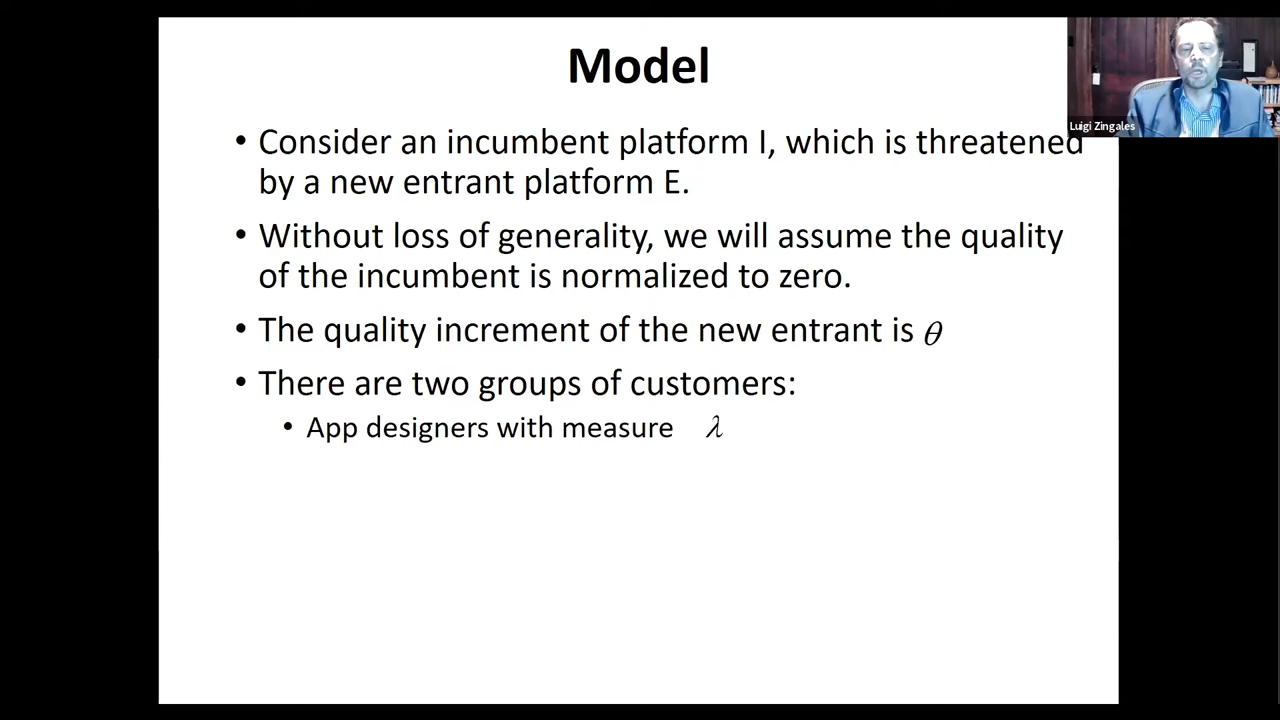 Model
Luigi Zingales
• Consider an incumbent platform I, which is threatened
by a new entrant platform E.
• Without loss of generality, we will assume the quality
of the incumbent is normalized to zero.
• The quality increment of the new entrant is θ
• There are two groups of customers:
• App designers with measure λ